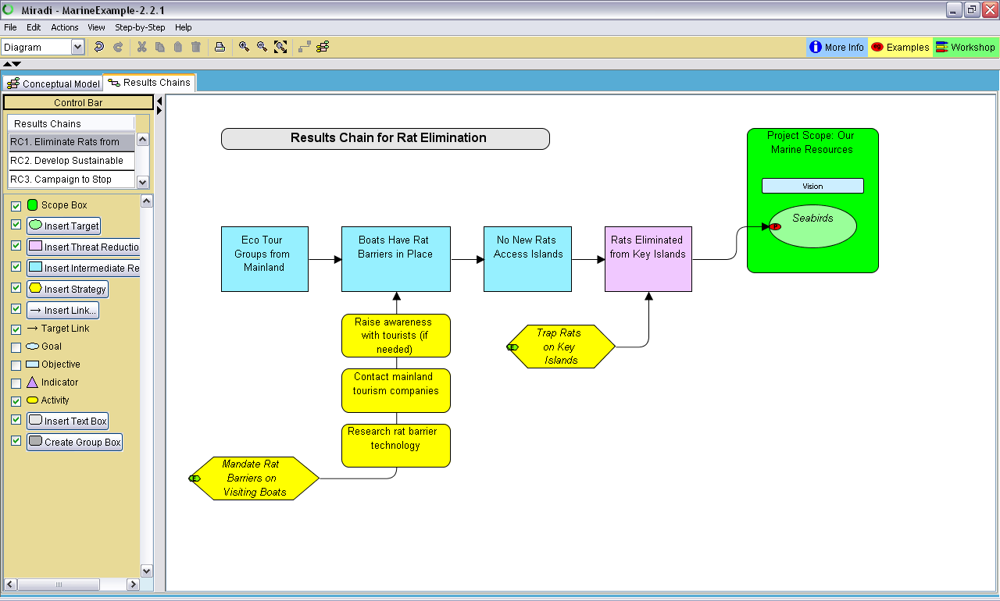 Miradi - MarineExample-2.2.1
File Edit Actions View Step-by-Step Help
Diagram
More Info
Examples
Workshop
Conceptual Model
Results Chains
Control Bar
Results Chains
RC1. Eliminate Rats from
RC2. Develop Sustainable
RC3. Campaign to Stop
Scope Box
Insert Target
Insert Threat Reductio
Insert Intermediate Re
Insert Strategy
Insert Link...
Target Link
Goal
Objective
Indicator
Activity
Insert Text Box
Create Group Box
Results Chain for Rat Elimination
Project Scope: Our
Marine Resources
Vision
Seabirds
P
Eco Tour
Groups from
Mainland
Boats Have Rat
Barriers in Place
No New Rats
Access Islands
Rats Eliminated
from Key Islands
Raise awareness
with tourists (if
needed)
Contact mainland
tourism companies
Research rat barrier
technology
Trap Rats
on Key
Islands
Mandate Rat
Barriers on
Visiting Boats